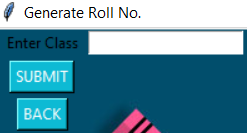 Generate Roll No.
Enter Class
SUBMIT
BACK